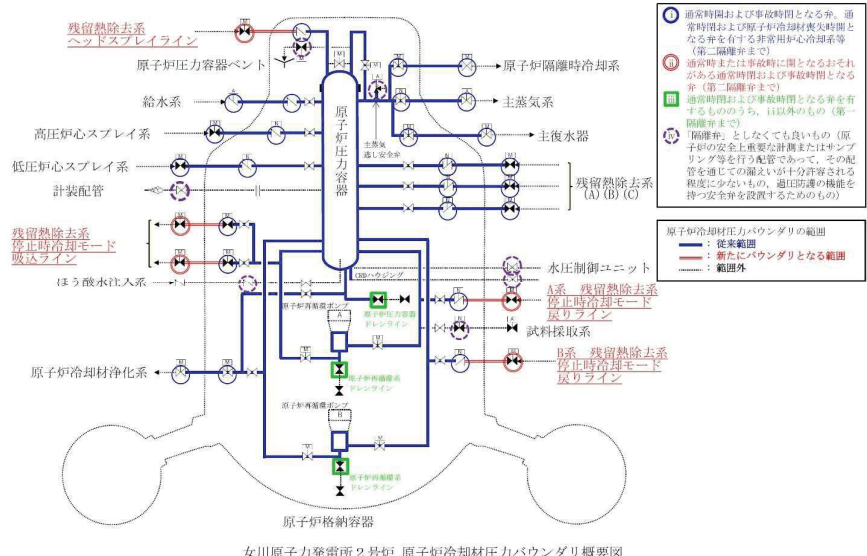 残留熱除去系
ヘッドスプレイライン
原子炉圧力容器ベント
給水系
高圧炉心スプレイ系
低圧炉心スプレイ系
計装配管
残留熱除去系
停止時冷却モード
吸込ライン
ほう酸水注入系
原子炉冷却材浄化系
原子炉圧力容器
主蒸気
逃し安全弁
原子炉隔離時冷却系
主蒸気系
主復水器
残留熱除去系
(A)(B)(C)
水圧制御ユニット
CRDハウジング
A系 残留熱除去系
停止時冷却モード
戻りライン
試料採取系
B系 残留熱除去系
停止時冷却モード
戻りライン
原子炉圧力容器
ドレンライン
原子炉再循環ポンプ
A
原子炉再循環系
ドレンライン
原子炉再循環ポンプ
B
原子炉再循環系
ドレンライン
原子炉格納容器
i 通常時開および事故時閉となる弁。通
常時閉および原子炉冷却材喪失時開と
なる弁を有する非常用炉心冷却系等
(第二隔離弁まで)
ii 通常時または事故時に開となるおそれ
がある通常時閉および事故時閉となる
弁(第二隔離弁まで)
iii 通常時閉および事故時閉となる弁を有
するもののうち、ii以外のもの(第一
隔離弁まで)
iv 「隔離弁」としなくても良いもの(原子
炉の安全上重要な計測またはサンプ
リング等を行う配管であって、その配
管を通じての漏えいが十分許容される
程度に少ないもの、過圧防護の機能を
持つ安全弁を設置するためのもの)
原子炉冷却材圧力バウンダリの範囲
:従来範囲
:新たにバウンダリとなる範囲
:範囲外
女川原子力発電所2号炉 原子炉冷却材圧力バウンダリ概要図